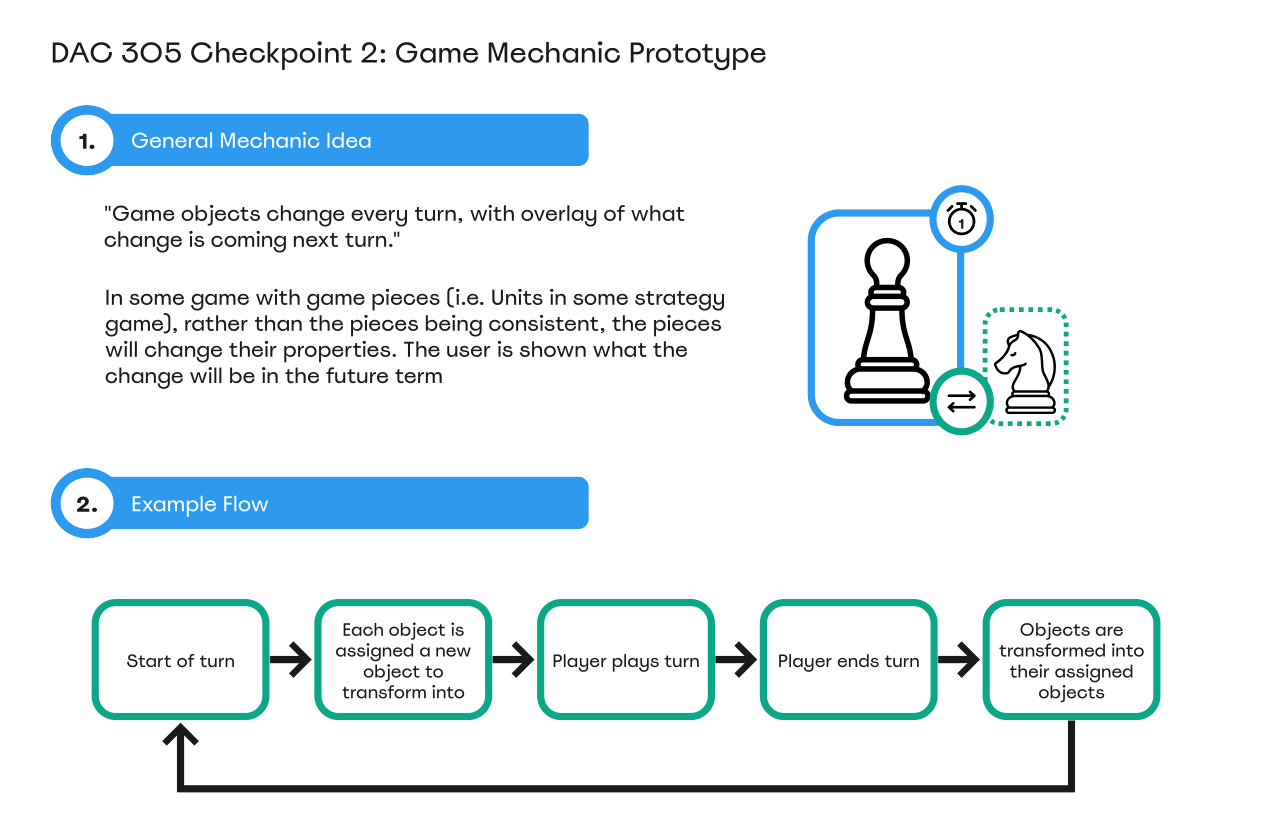 DAC 305 Checkpoint 2: Game Mechanic Prototype
1.
General Mechanic Idea
"Game objects change every turn, with overlay of what
change is coming next turn."
In some game with game pieces (i.e. Units in some strategy
game), rather than the pieces being consistent, the pieces
will change their properties. The user is shown what the
change will be in the future term
1
2.
Example Flow
Start of turn
Each object is
assigned a new
object to
transform into
Player plays turn
Player ends turn
Objects are
transformed into
their assigned
objects